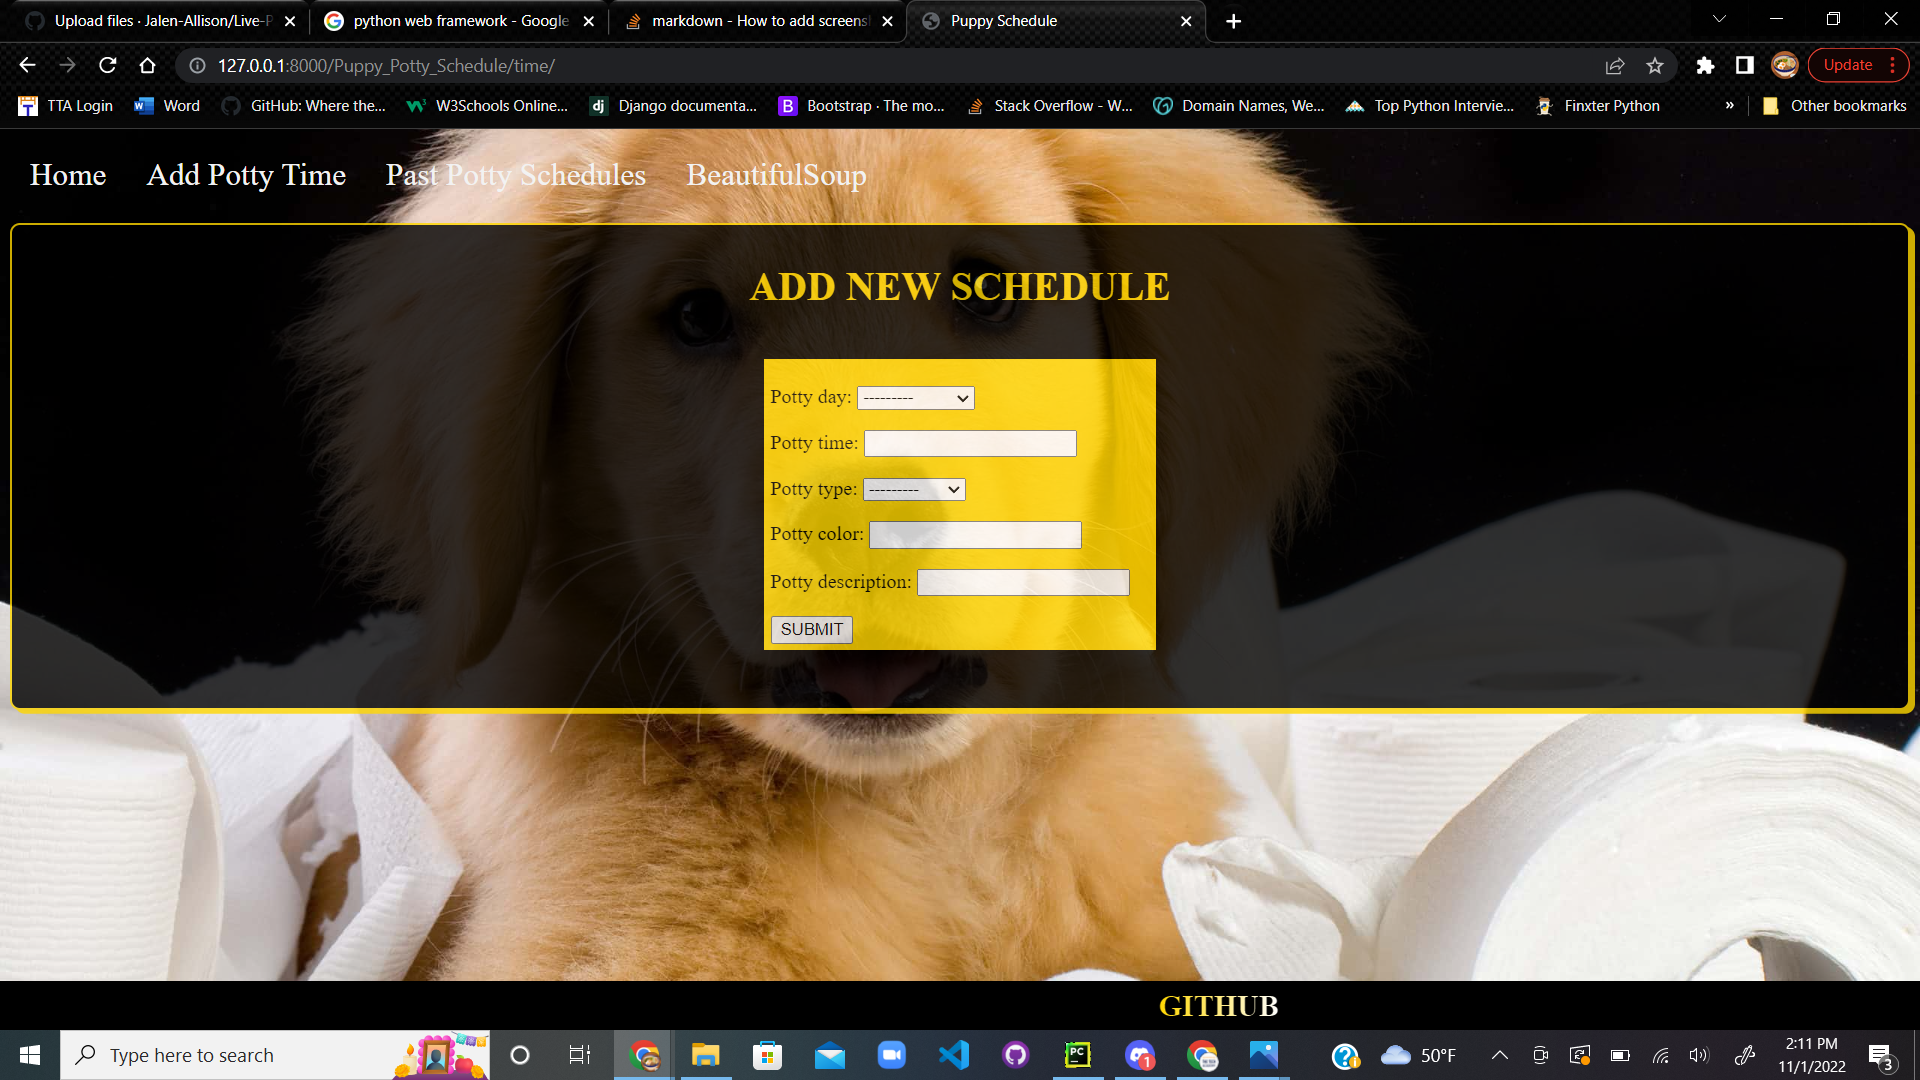 Upload files · Jalen-Allison/Live-P
python web framework - Google
markdown - How to add screensh
Puppy Schedule
127.0.0.1:8000/Puppy_Potty_Schedule/time/
Update
TTA Login
Word
GitHub: Where the...
W3Schools Online...
Django documenta...
Bootstrap · The mo...
Stack Overflow - W...
Domain Names, We...
Top Python Intervie...
Finxter Python
»
Other bookmarks
Home
Add Potty Time
Past Potty Schedules
BeautifulSoup
ADD NEW SCHEDULE
Potty day: ---------
Potty time:
Potty type: ---------
Potty color:
Potty description:
SUBMIT
GITHUB
Type here to search
50°F
2:11 PM
11/1/2022
3